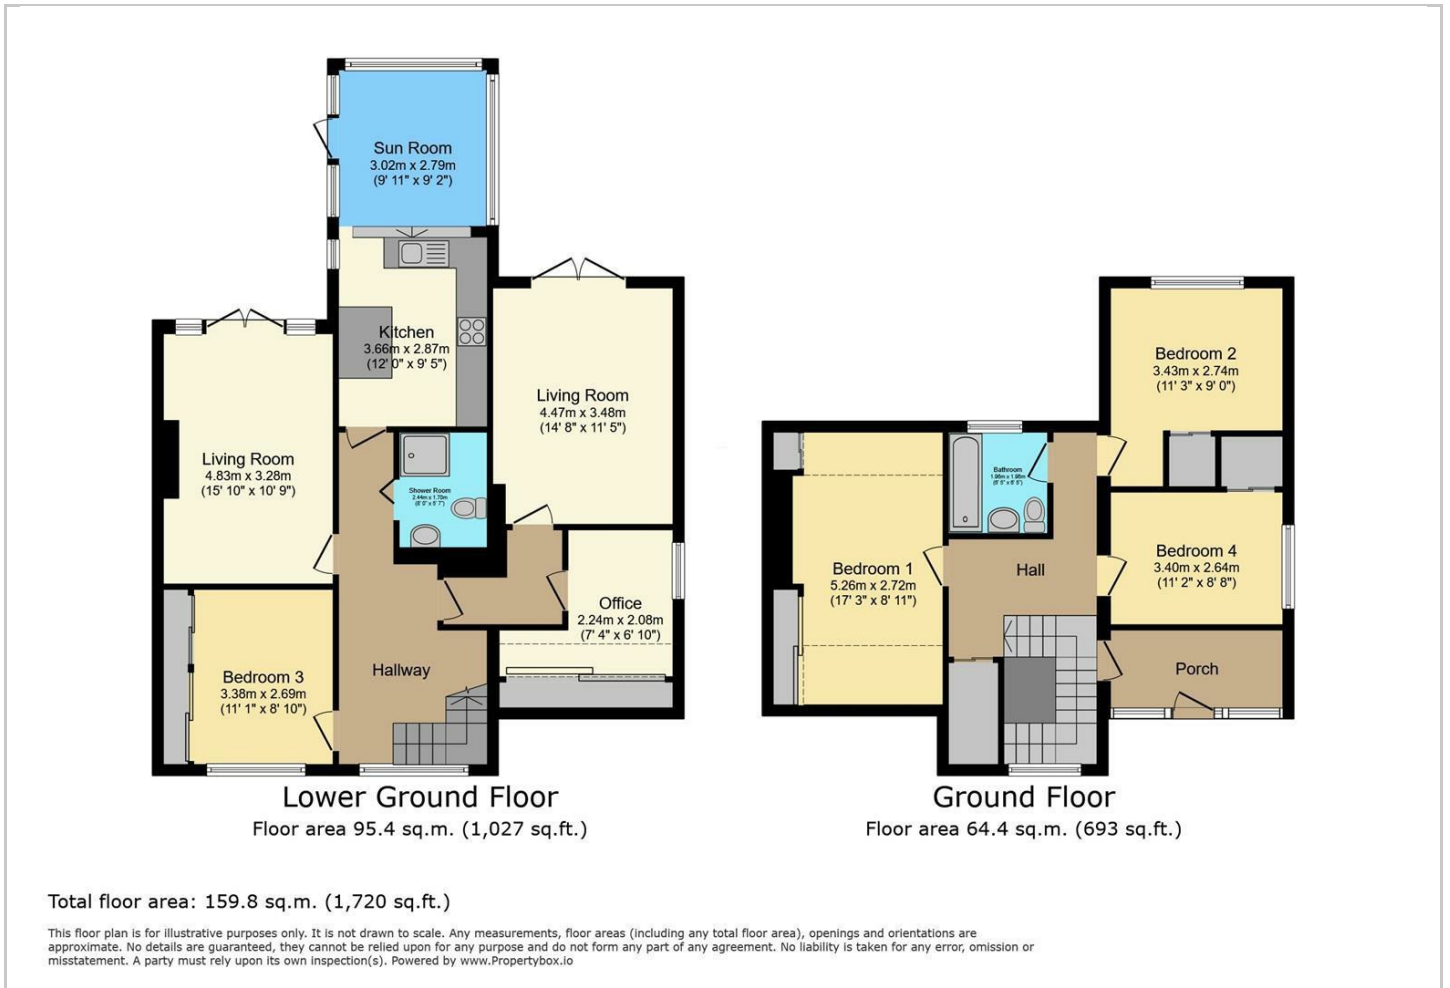 Sun Room
3.02m x 2.79m
(9' 11" x 9' 2")
Kitchen
3.66m x 2.87m
(12' 0" x 9' 5")
Living Room
4.47m x 3.48m
(14' 8" x 11' 5")
Living Room
4.83m x 3.28m
(15' 10" x 10' 9")
Shower Room
Office
2.24m x 2.08m
(7' 4" x 6' 10")
Bedroom 3
3.38m x 2.69m
(11' 1" x 8' 10")
Hallway
Lower Ground Floor
Floor area 95.4 sq.m. (1,027 sq.ft.)
Bedroom 2
3.43m x 2.74m
(11' 3" x 9' 0")
Bathroom
Bedroom 1
5.26m x 2.72m
(17' 3" x 8' 11")
Hall
Bedroom 4
3.40m x 2.64m
(11' 2" x 8' 8")
Porch
Ground Floor
Floor area 64.4 sq.m. (693 sq.ft.)
Total floor area: 159.8 sq.m. (1,720 sq.ft.)
This floor plan is for illustrative purposes only. It is not drawn to scale. Any measurements, floor areas (including any total floor area), openings and orientations are
approximate. No details are guaranteed, they cannot be relied upon for any purpose and do not form any part of any agreement. No liability is taken for any error, omission or
misstatement. A party must rely upon its own inspection(s). Powered by www.Propertybox.io